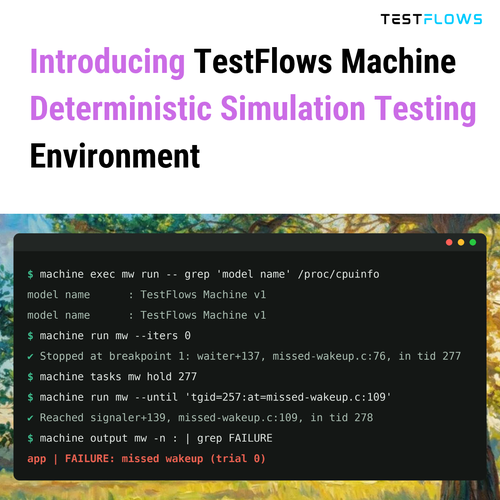 TESTFLOWS
Introducing TestFlows Machine
Deterministic Simulation Testing
Environment
$ machine exec mw run -- grep 'model name' /proc/cpuinfo
model name      : TestFlows Machine v1
model name      : TestFlows Machine v1
$ machine run mw --iters 0
✔ Stopped at breakpoint 1: waiter+137, missed-wakeup.c:76, in tid 277
$ machine tasks mw hold 277
$ machine run mw --until 'tgid=257:at=missed-wakeup.c:109'
✔ Reached signaler+139, missed-wakeup.c:109, in tid 278
$ machine output mw -n : | grep FAILURE
app | FAILURE: missed wakeup (trial 0)